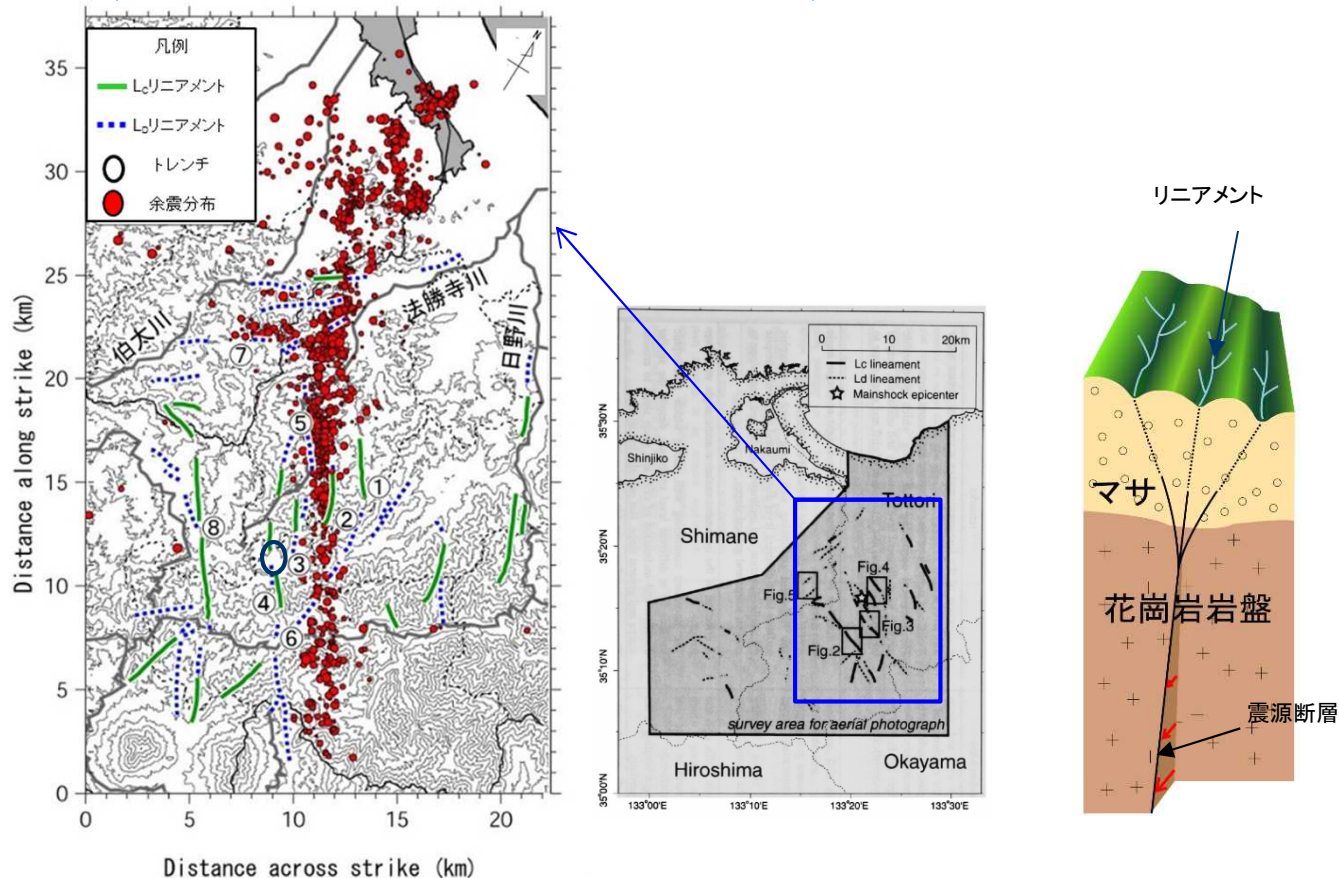 凡例
LCリニアメント
LDリニアメント
トレンチ
余震分布
N
伯太川
法勝寺川
日野川
⑦
⑤
①
②
⑧
③
④
⑥
35
30
25
20
15
10
5
0
0
5
10
15
20
Distance along strike (km)
Distance across strike (km)
0 10 20km
Lc lineament
Ld lineament
Mainshock epicenter
Shinjiko
Nakaumi
Tottori
Shimane
Fig.4
Fig.5
Fig.3
Fig.2
survey area for aerial photograph
Hiroshima
Okayama
35°30'N
35°20'N
35°10'N
35°00'N
133°00'E
133°10'E
133°20'E
133°30'E
リニアメント
マサ
花崗岩岩盤
震源断層